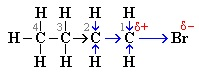 H H H H
H-C-C-C-C Br
4 3 2 1 δ+ δ-
H H H H